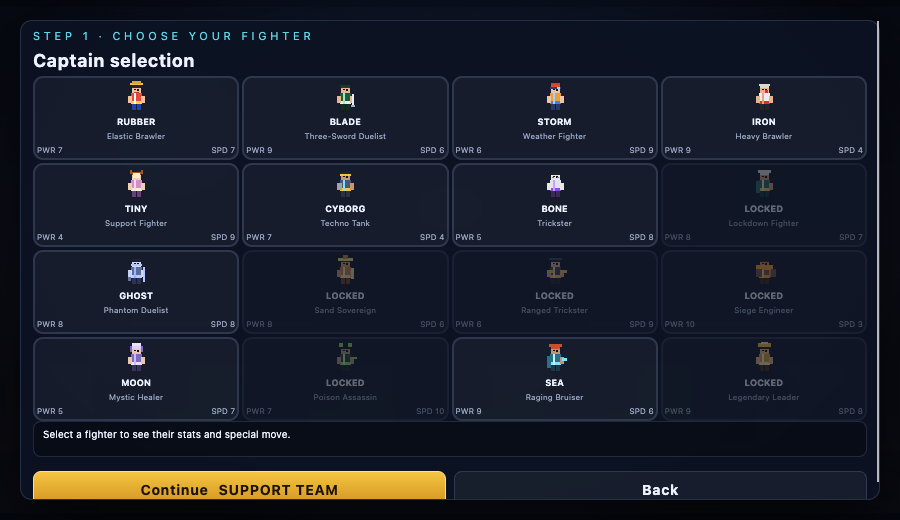 STEP 1 · CHOOSE YOUR FIGHTER
Captain selection
RUBBER
Elastic Brawler
PWR 7 SPD 7
BLADE
Three-Sword Duelist
PWR 9 SPD 6
STORM
Weather Fighter
PWR 6 SPD 9
IRON
Heavy Brawler
PWR 9 SPD 4
TINY
Support Fighter
PWR 4 SPD 9
CYBORG
Techno Tank
PWR 7 SPD 4
BONE
Trickster
PWR 5 SPD 8
LOCKED
Lockdown Fighter
PWR 8 SPD 7
GHOST
Phantom Duelist
PWR 8 SPD 8
LOCKED
Sand Sovereign
PWR 8 SPD 6
LOCKED
Ranged Trickster
PWR 6 SPD 9
LOCKED
Siege Engineer
PWR 10 SPD 3
MOON
Mystic Healer
PWR 5 SPD 7
LOCKED
Poison Assassin
PWR 7 SPD 10
SEA
Raging Bruiser
PWR 9 SPD 6
LOCKED
Legendary Leader
PWR 9 SPD 8
Select a fighter to see their stats and special move.
Continue SUPPORT TEAM
Back